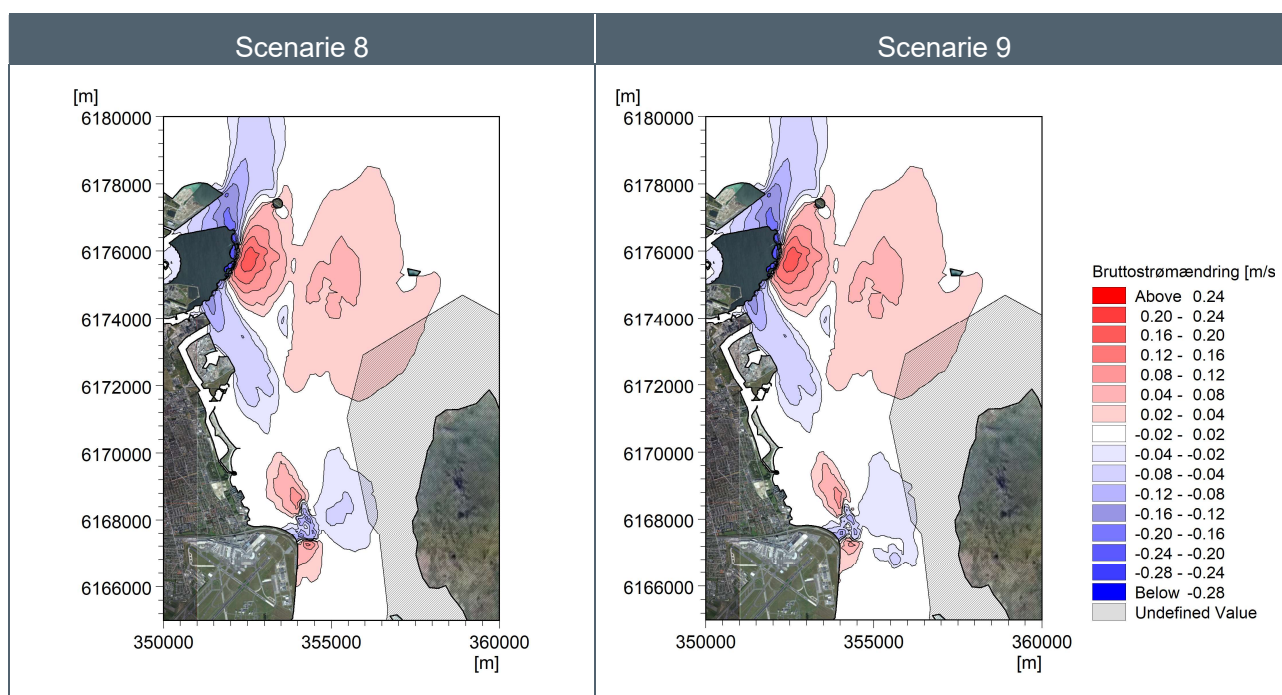 Scenarie 8
Scenarie 9
[m]
6180000
6178000
6176000
6174000
6172000
6170000
6168000
6166000
350000
355000
360000
[m]
[m]
6180000
6178000
6176000
6174000
6172000
6170000
6168000
6166000
350000
355000
360000
[m]
Bruttostrømændring [m/s
Above 0.24
0.20 - 0.24
0.16 - 0.20
0.12 - 0.16
0.08 - 0.12
0.04 - 0.08
0.02 - 0.04
-0.02 - 0.02
-0.04 - -0.02
-0.08 - -0.04
-0.12 - -0.08
-0.16 - -0.12
-0.20 - -0.16
-0.24 - -0.20
-0.28 - -0.24
Below -0.28
Undefined Value